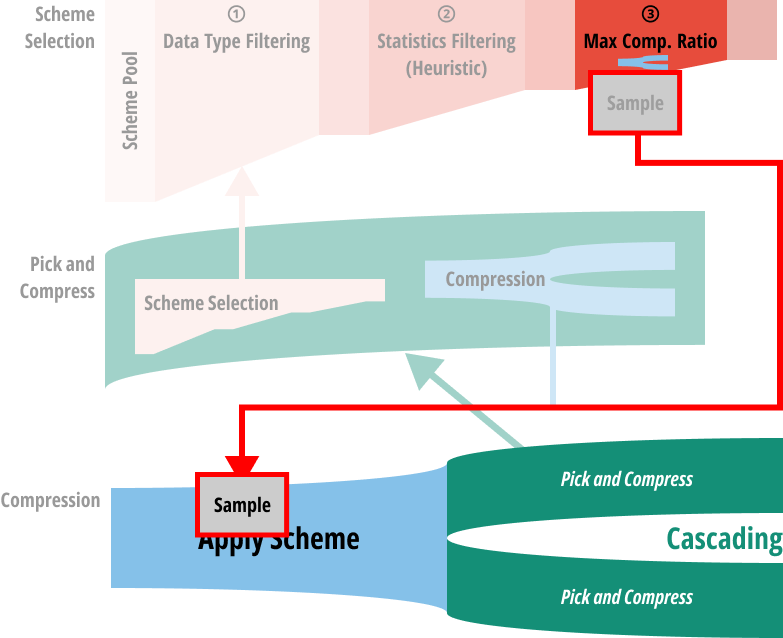 Scheme
Selection
Scheme Pool
①
Data Type Filtering
②
Statistics Filtering
(Heuristic)
③
Max Comp. Ratio
Sample
Pick and
Compress
Scheme Selection
Compression
Compression
Sample
Apply Scheme
Pick and Compress
Cascading
Pick and Compress